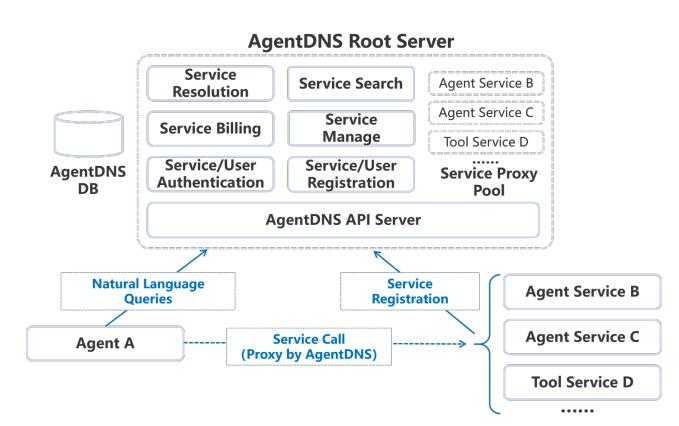 AgentDNS Root Server
Service
Resolution
Service Search
Agent Service B
Service Billing
Service
Manage
Agent Service C
Tool Service D
......
Service/User
Authentication
Service/User
Registration
Service Proxy
Pool
AgentDNS
DB
AgentDNS API Server
Natural Language
Queries
Service
Registration
Agent A
Service Call
(Proxy by AgentDNS)
Agent Service B
Agent Service C
Tool Service D
......